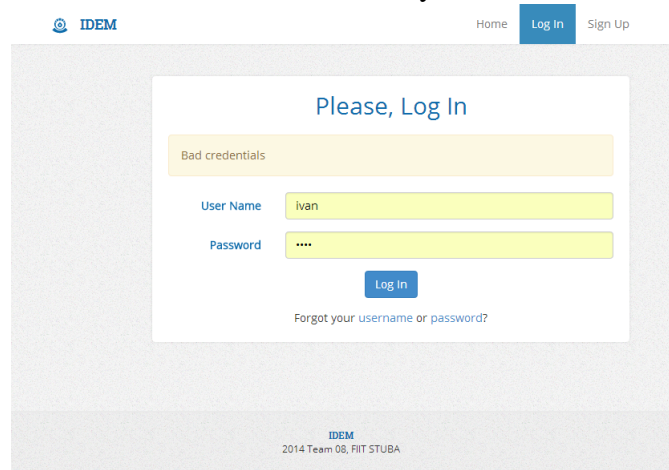 IDEM Home Log In Sign Up
Please, Log In
Bad credentials
User Name ivan
Password ••••
Log In
Forgot your username or password?
IDEM
2014 Team 08, FIIT STUBA